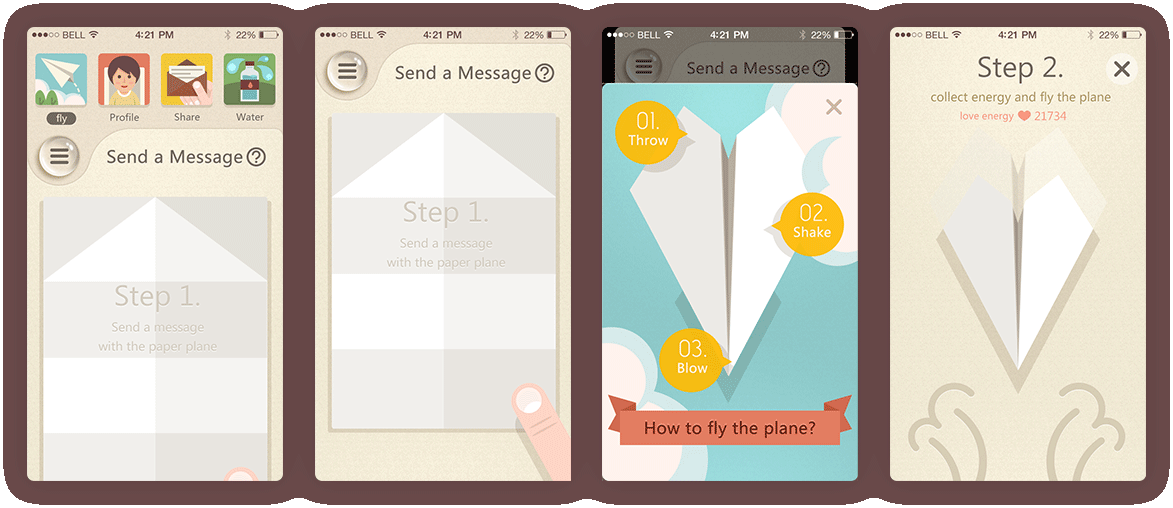 BELL 4:21 PM 22%
fly Profile Share Water
Send a Message ?
Step 1.
Send a message
with the paper plane
BELL 4:21 PM 22%
Send a Message ?
Step 1.
Send a message
with the paper plane
BELL 4:21 PM 22%
Send a Message ?
01.
Throw
02.
Shake
03.
Blow
How to fly the plane?
BELL 4:21 PM 22%
Step 2.
collect energy and fly the plane
love energy 21734